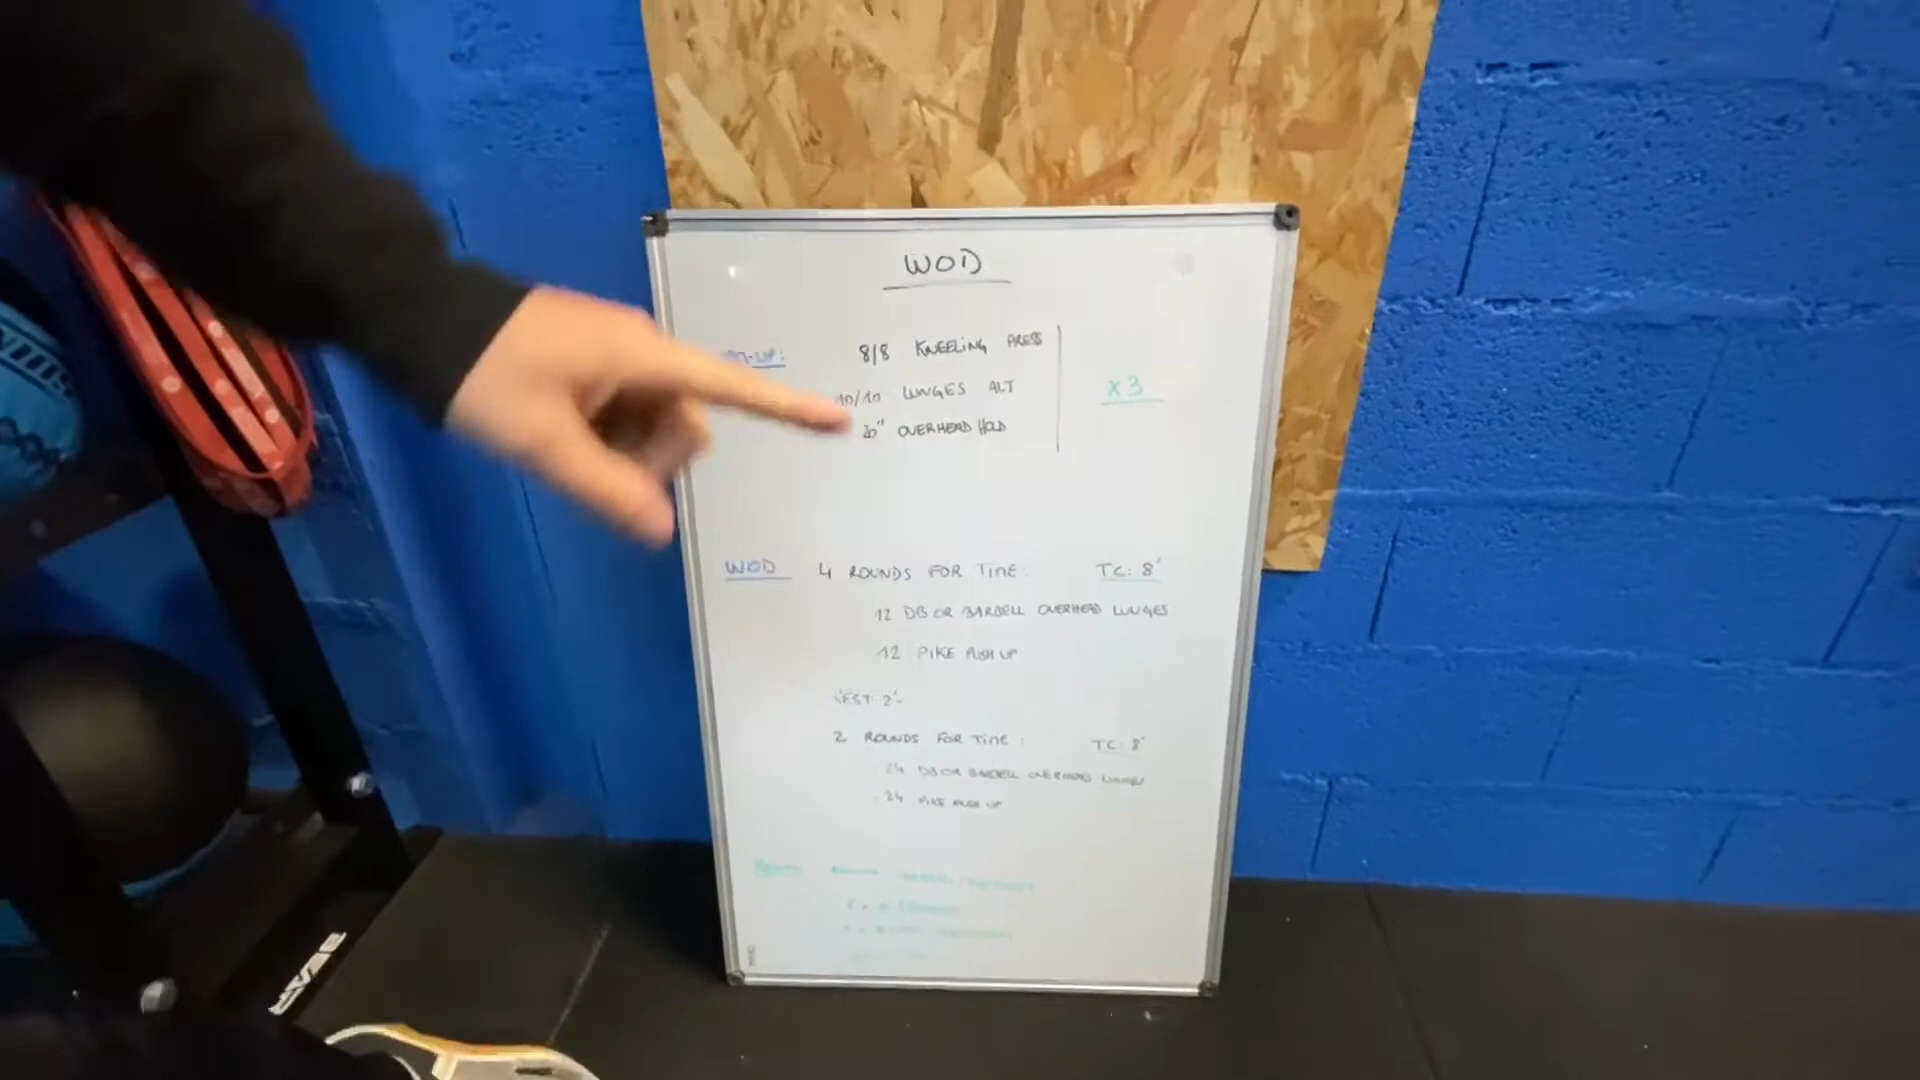 WOD
8/8 KNEELING PRESS
10/10 LUNGES ALT
x3
20" OVERHEAD HOLD
WOD 4 ROUNDS FOR TIME: TC: 8'
12 DB OR BARBELL OVERHEAD LUNGES
12 PIKE PUSH UP
REST 2'
2 ROUNDS FOR TIME: TC: 8'
24 DB OR BARBELL OVERHEAD LUNGES
24 PIKE PUSH UP